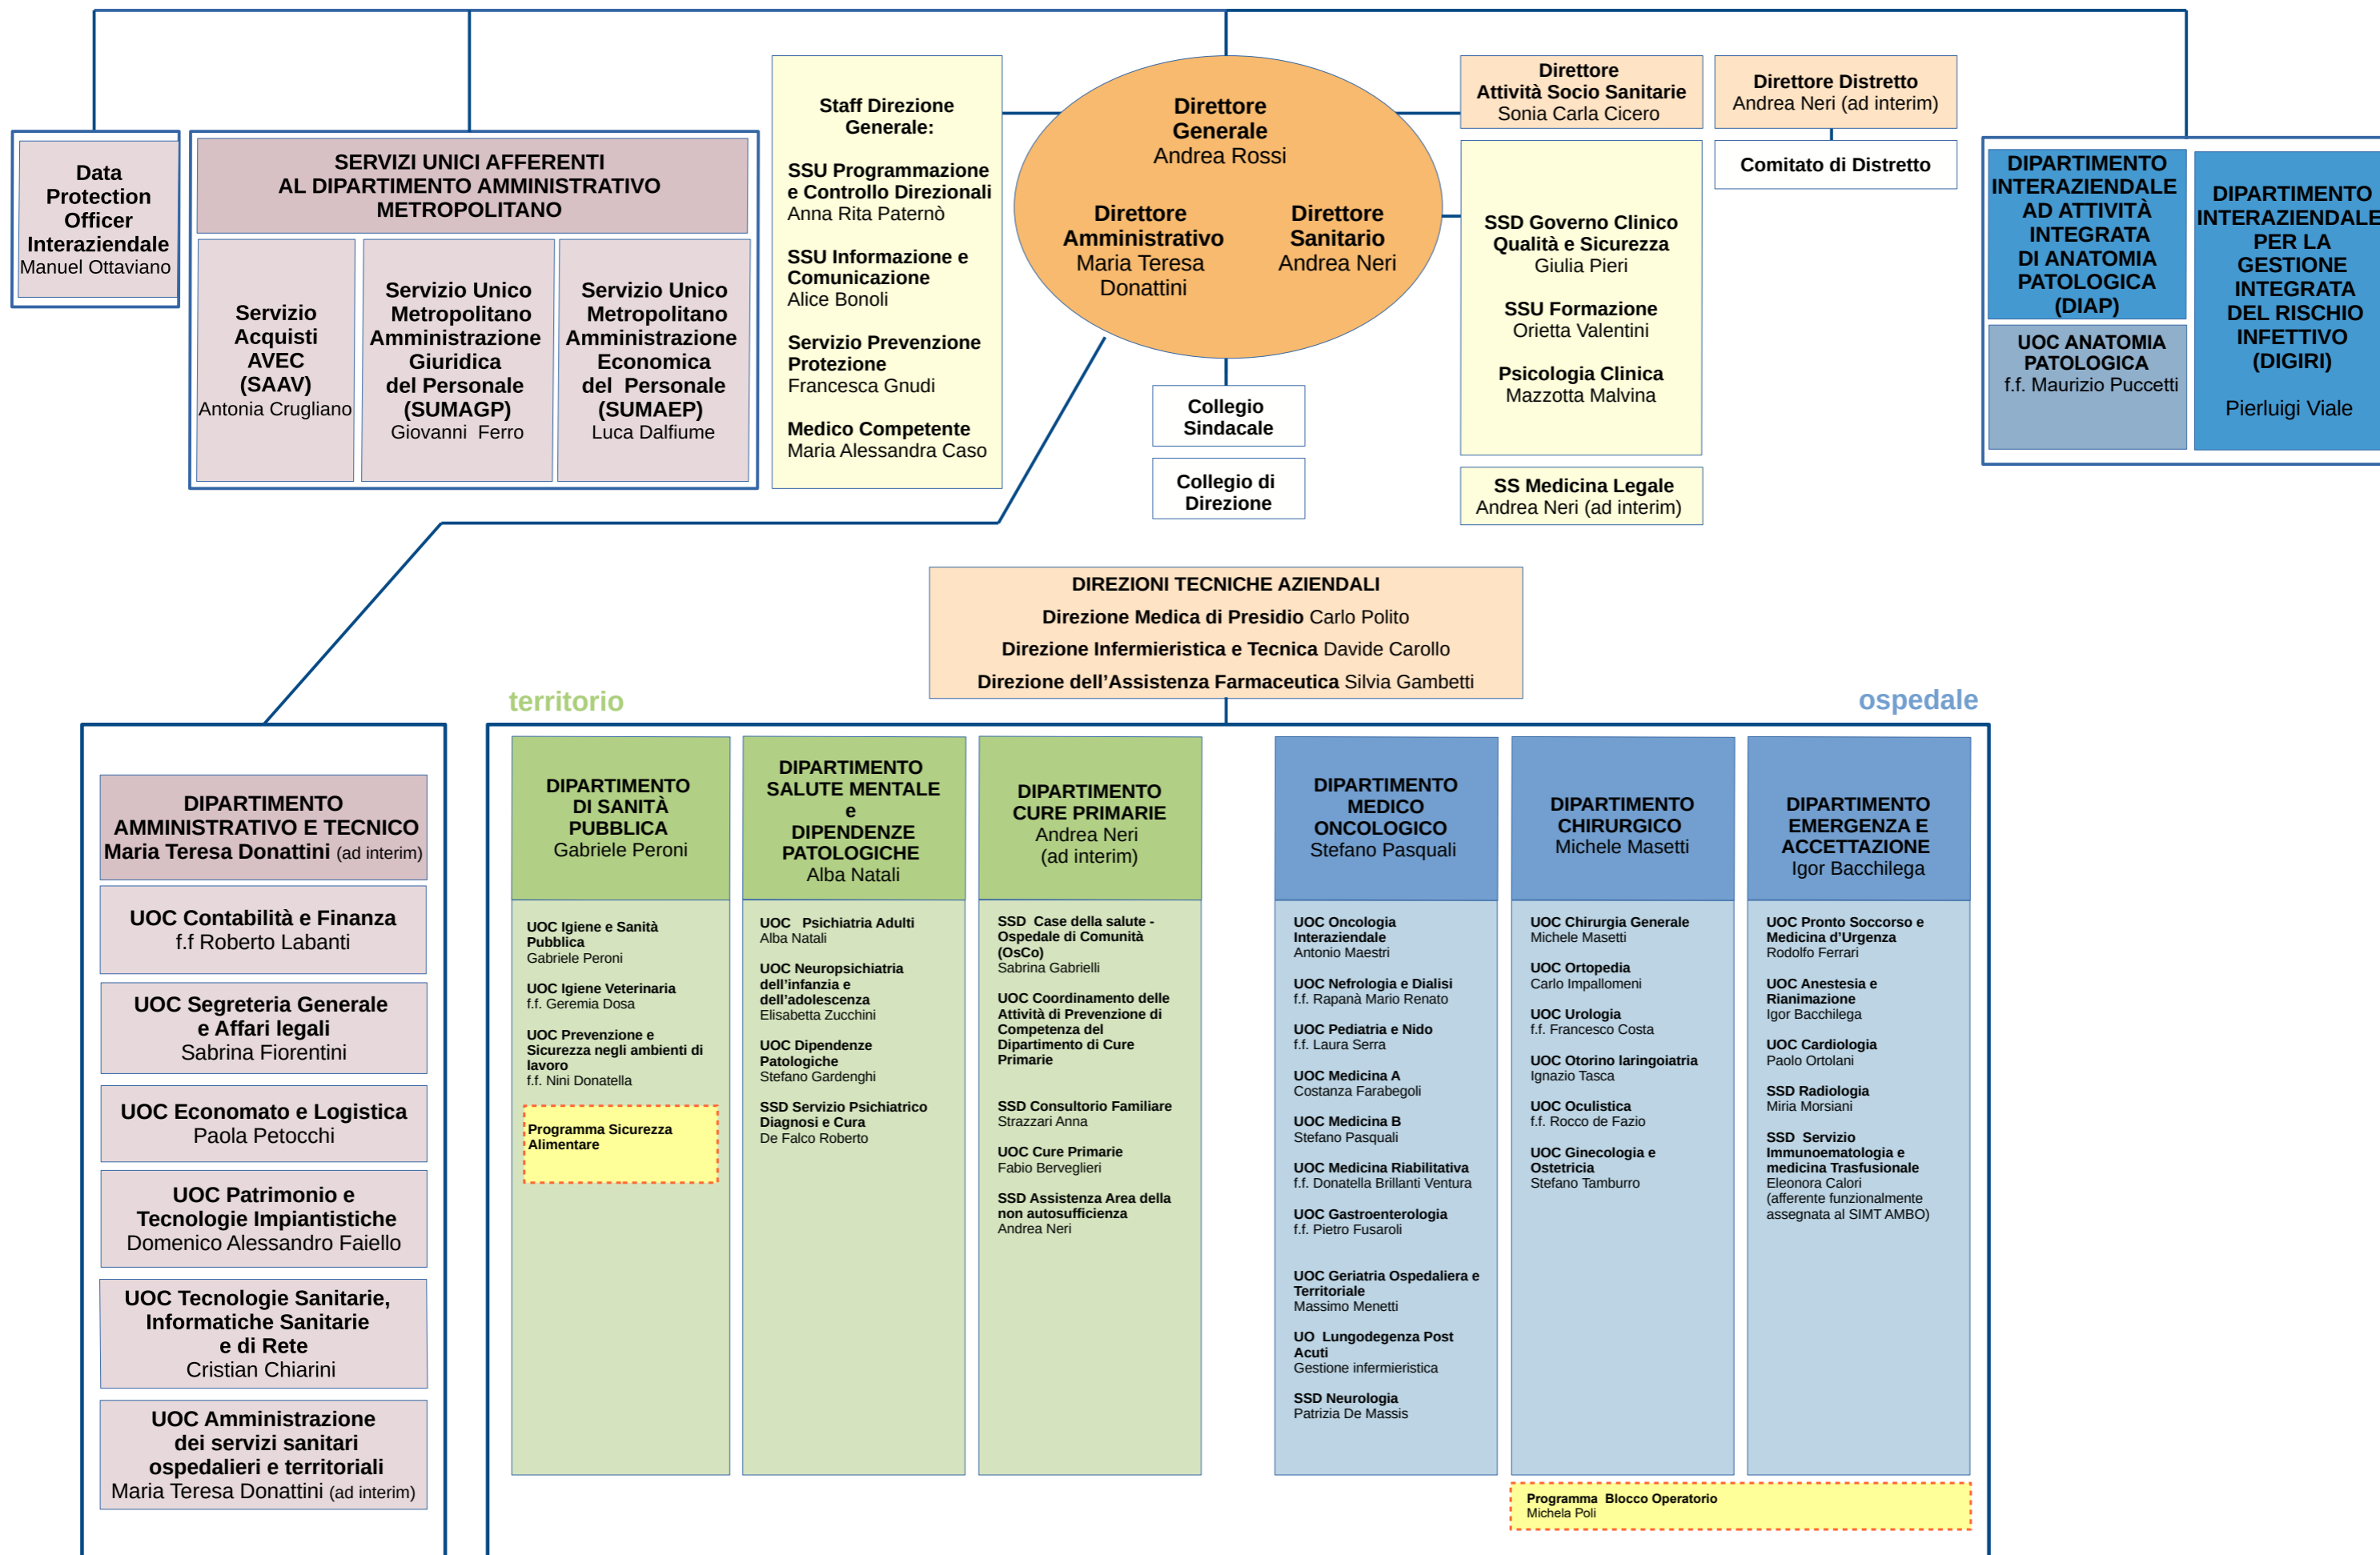 Data
Protection
Officer
Interaziendale
Manuel Ottaviano
SERVIZI UNICI AFFERENTI
AL DIPARTIMENTO AMMINISTRATIVO
METROPOLITANO
Servizio
Acquisti
AVEC
(SAAV)
Antonia Crugliano
Servizio Unico
Metropolitano
Amministrazione
Giuridica
del Personale
(SUMAGP)
Giovanni Ferro
Servizio Unico
Metropolitano
Amministrazione
Economica
del Personale
(SUMAEP)
Luca Dalfiume
Staff Direzione
Generale:
SSU Programmazione
e Controllo Direzionali
Anna Rita Paternò
SSU Informazione e
Comunicazione
Alice Bonoli
Servizio Prevenzione
Protezione
Francesca Gnudi
Medico Competente
Maria Alessandra Caso
Direttore
Generale
Andrea Rossi
Direttore
Amministrativo
Maria Teresa
Donattini
Direttore
Sanitario
Andrea Neri
Collegio
Sindacale
Collegio di
Direzione
Direttore
Attività Socio Sanitarie
Sonia Carla Cicero
SSD Governo Clinico
Qualità e Sicurezza
Giulia Pieri
SSU Formazione
Orietta Valentini
Psicologia Clinica
Mazzotta Malvina
SS Medicina Legale
Andrea Neri (ad interim)
Direttore Distretto
Andrea Neri (ad interim)
Comitato di Distretto
DIPARTIMENTO
INTERAZIENDALE
AD ATTIVITÀ
INTEGRATA
DI ANATOMIA
PATOLOGICA
(DIAP)
UOC ANATOMIA
PATOLOGICA
f.f. Maurizio Puccetti
DIPARTIMENTO
INTERAZIENDALE
PER LA
GESTIONE
INTEGRATA
DEL RISCHIO
INFETTIVO
(DIGIRI)
Pierluigi Viale
DIREZIONI TECNICHE AZIENDALI
Direzione Medica di Presidio Carlo Polito
Direzione Infermieristica e Tecnica Davide Carollo
Direzione dell’Assistenza Farmaceutica Silvia Gambetti
territorio
ospedale
DIPARTIMENTO
AMMINISTRATIVO E TECNICO
Maria Teresa Donattini (ad interim)
UOC Contabilità e Finanza
f.f Roberto Labanti
UOC Segreteria Generale
e Affari legali
Sabrina Fiorentini
UOC Economato e Logistica
Paola Petocchi
UOC Patrimonio e
Tecnologie Impiantistiche
Domenico Alessandro Faiello
UOC Tecnologie Sanitarie,
Informatiche Sanitarie
e di Rete
Cristian Chiarini
UOC Amministrazione
dei servizi sanitari
ospedalieri e territoriali
Maria Teresa Donattini (ad interim)
DIPARTIMENTO
DI SANITÀ
PUBBLICA
Gabriele Peroni
UOC Igiene e Sanità
Pubblica
Gabriele Peroni
UOC Igiene Veterinaria
f.f. Geremia Dosa
UOC Prevenzione e
Sicurezza negli ambienti di
lavoro
f.f. Nini Donatella
Programma Sicurezza
Alimentare
DIPARTIMENTO
SALUTE MENTALE
e
DIPENDENZE
PATOLOGICHE
Alba Natali
UOC Psichiatria Adulti
Alba Natali
UOC Neuropsichiatria
dell’infanzia e
dell’adolescenza
Elisabetta Zucchini
UOC Dipendenze
Patologiche
Stefano Gardenghi
SSD Servizio Psichiatrico
Diagnosi e Cura
De Falco Roberto
DIPARTIMENTO
CURE PRIMARIE
Andrea Neri
(ad interim)
SSD Case della salute -
Ospedale di Comunità
(OsCo)
Sabrina Gabrielli
UOC Coordinamento delle
Attività di Prevenzione di
Competenza del
Dipartimento di Cure
Primarie
SSD Consultorio Familiare
Strazzari Anna
UOC Cure Primarie
Fabio Berveglieri
SSD Assistenza Area della
non autosufficienza
Andrea Neri
DIPARTIMENTO
MEDICO
ONCOLOGICO
Stefano Pasquali
UOC Oncologia
Interaziendale
Antonio Maestri
UOC Nefrologia e Dialisi
f.f. Rapanà Mario Renato
UOC Pediatria e Nido
f.f. Laura Serra
UOC Medicina A
Costanza Farabegoli
UOC Medicina B
Stefano Pasquali
UOC Medicina Riabilitativa
f.f. Donatella Brillanti Ventura
UOC Gastroenterologia
f.f. Pietro Fusaroli
UOC Geriatria Ospedaliera e
Territoriale
Massimo Menetti
UO Lungodegenza Post
Acuti
Gestione infermieristica
SSD Neurologia
Patrizia De Massis
DIPARTIMENTO
CHIRURGICO
Michele Masetti
UOC Chirurgia Generale
Michele Masetti
UOC Ortopedia
Carlo Impallomeni
UOC Urologia
f.f. Francesco Costa
UOC Otorino laringoiatria
Ignazio Tasca
UOC Oculistica
f.f. Rocco de Fazio
UOC Ginecologia e
Ostetricia
Stefano Tamburro
DIPARTIMENTO
EMERGENZA E
ACCETTAZIONE
Igor Bacchilega
UOC Pronto Soccorso e
Medicina d’Urgenza
Rodolfo Ferrari
UOC Anestesia e
Rianimazione
Igor Bacchilega
UOC Cardiologia
Paolo Ortolani
SSD Radiologia
Miria Morsiani
SSD Servizio
Immunoematologia e
medicina Trasfusionale
Eleonora Calori
(afferente funzionalmente
assegnata al SIMT AMBO)
Programma Blocco Operatorio
Michela Poli